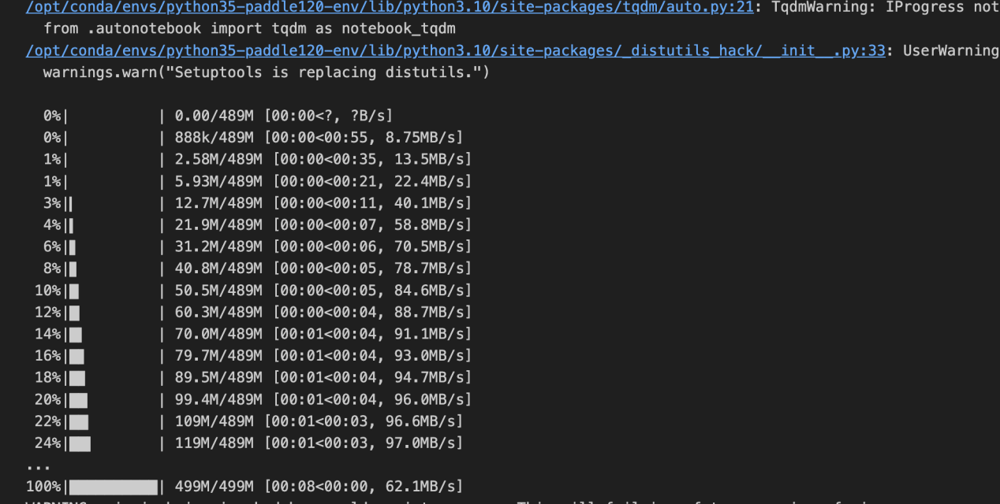 /opt/conda/envs/python35-paddle120-env/lib/python3.10/site-packages/tqdm/auto.py:21: TqdmWarning: IProgress not
from .autonotebook import tqdm as notebook_tqdm
/opt/conda/envs/python35-paddle120-env/lib/python3.10/site-packages/_distutils_hack/__init__.py:33: UserWarning
warnings.warn("Setuptools is replacing distutils.")
0%| | 0.00/489M [00:00<?, ?B/s]
0%| | 888k/489M [00:00<00:55, 8.75MB/s]
1%| | 2.58M/489M [00:00<00:35, 13.5MB/s]
1%| | 5.93M/489M [00:00<00:21, 22.4MB/s]
3%| | 12.7M/489M [00:00<00:11, 40.1MB/s]
4%| | 21.9M/489M [00:00<00:07, 58.8MB/s]
6%| | 31.2M/489M [00:00<00:06, 70.5MB/s]
8%| | 40.8M/489M [00:00<00:05, 78.7MB/s]
10%| | 50.5M/489M [00:00<00:05, 84.6MB/s]
12%| | 60.3M/489M [00:00<00:04, 88.7MB/s]
14%| | 70.0M/489M [00:01<00:04, 91.1MB/s]
16%| | 79.7M/489M [00:01<00:04, 93.0MB/s]
18%| | 89.5M/489M [00:01<00:04, 94.7MB/s]
20%| | 99.4M/489M [00:01<00:04, 96.0MB/s]
22%| | 109M/489M [00:01<00:03, 96.6MB/s]
24%| | 119M/489M [00:01<00:03, 97.0MB/s]
...
100%| | 499M/499M [00:08<00:00, 62.1MB/s]